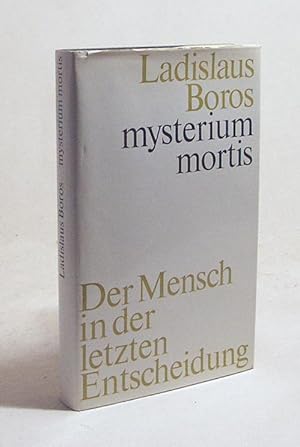 Ladislaus
Boros
mysterium
mortis
Der Mensch
in der
letzten
Entscheidung
Ladislaus Boros mysterium mortis